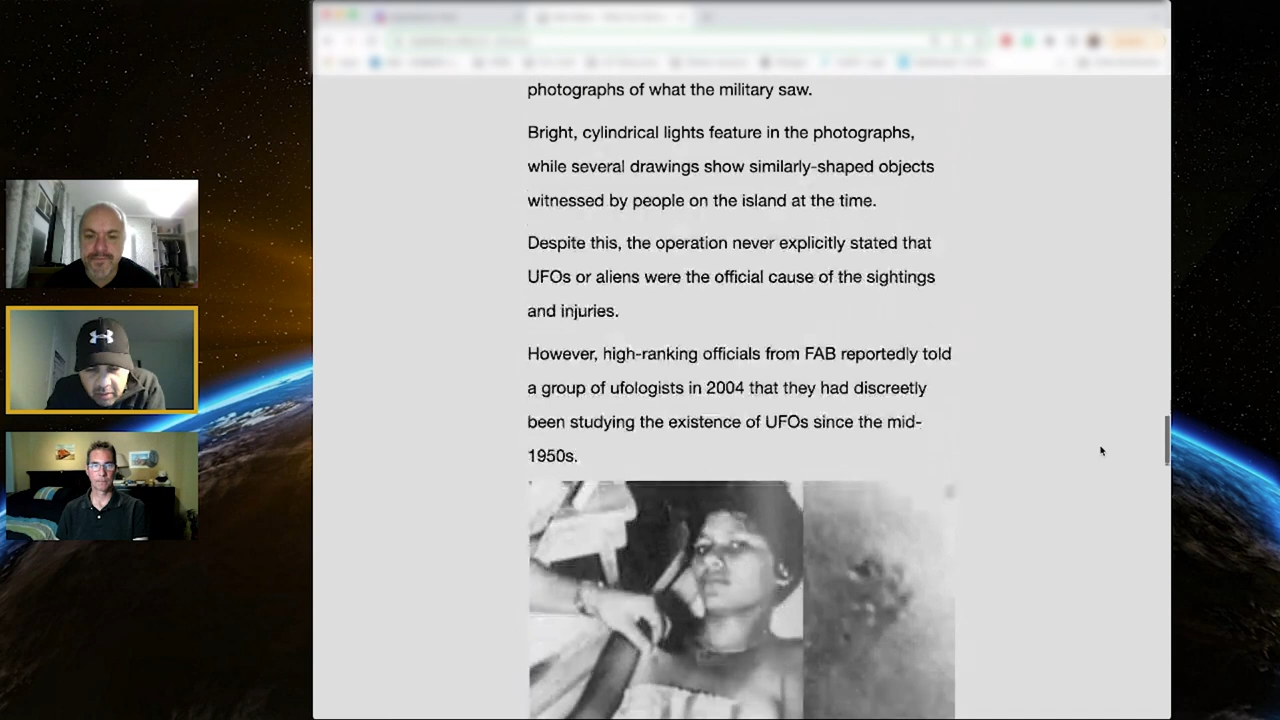 photographs of what the military saw.
Bright, cylindrical lights feature in the photographs,
while several drawings show similarly-shaped objects
witnessed by people on the island at the time.
Despite this, the operation never explicitly stated that
UFOs or aliens were the official cause of the sightings
and injuries.
However, high-ranking officials from FAB reportedly told
a group of ufologists in 2004 that they had discreetly
been studying the existence of UFOs since the mid-
1950s.